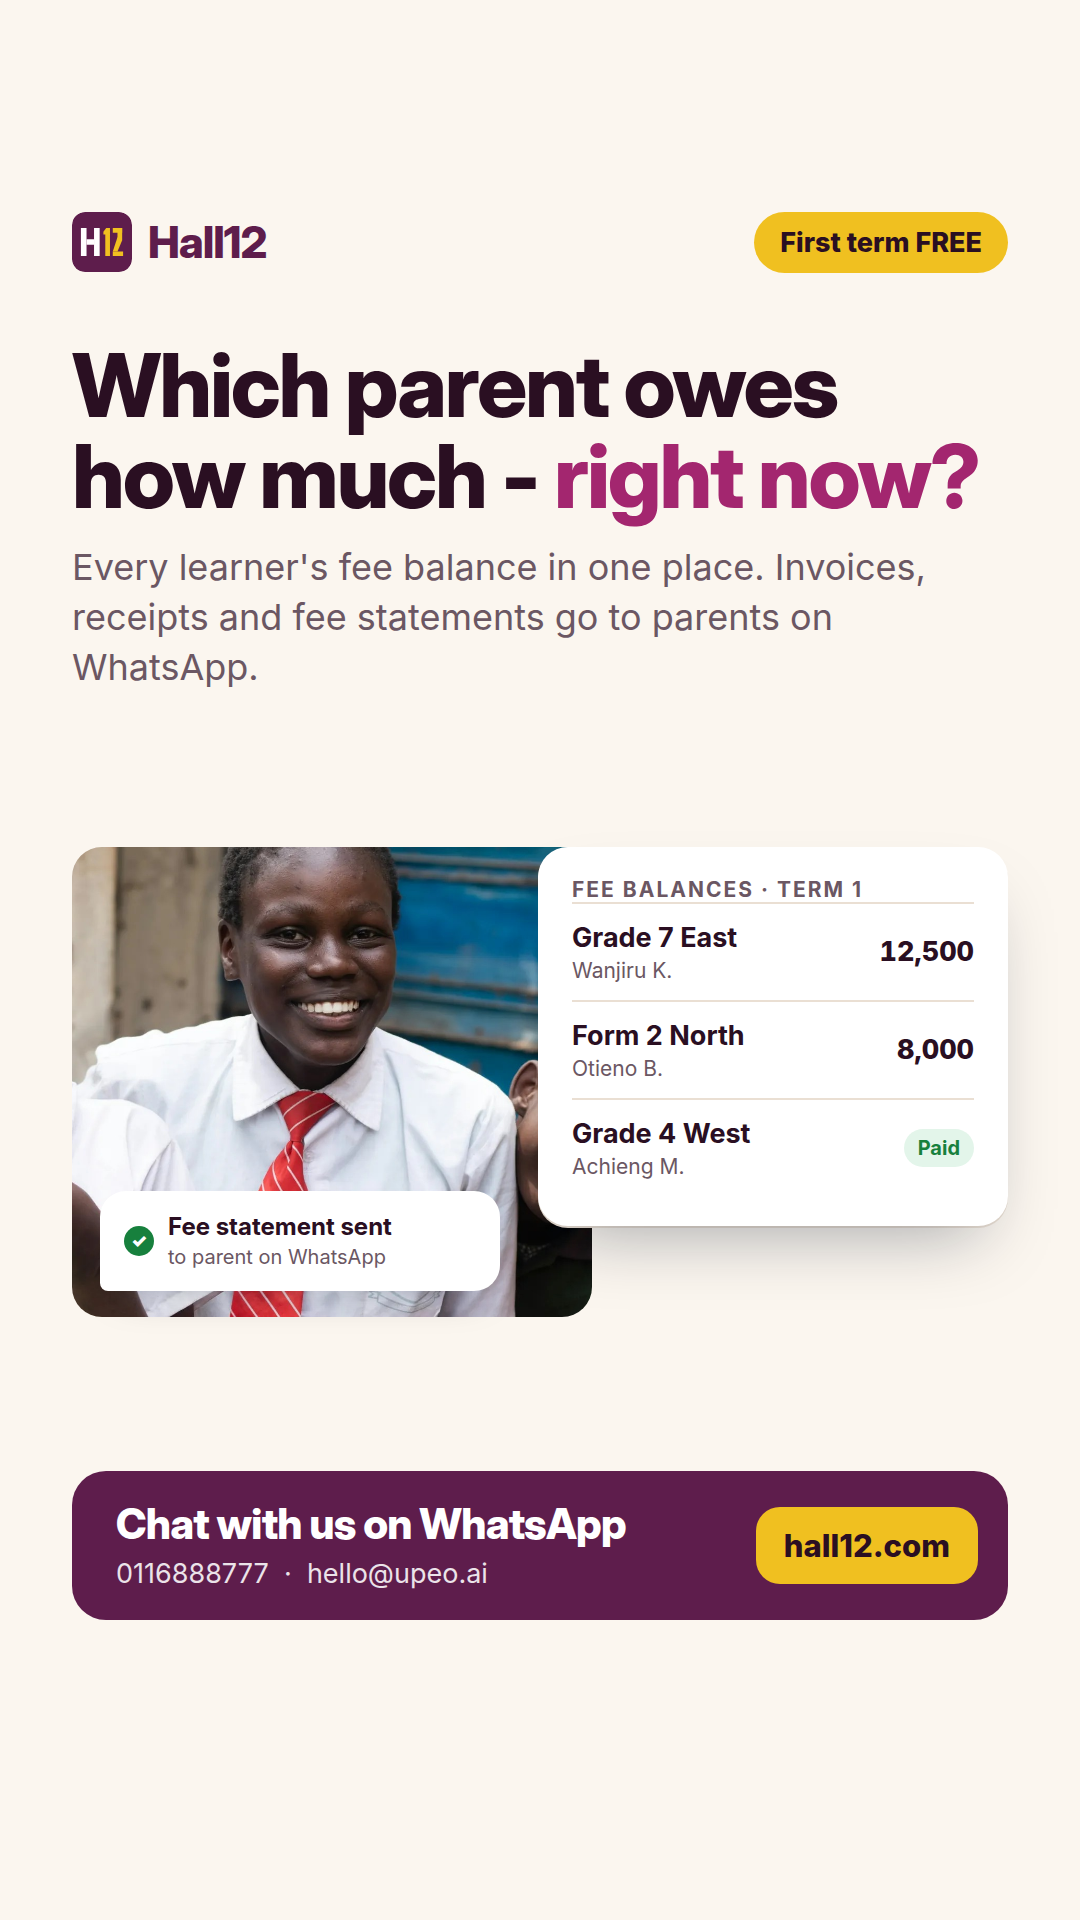 H12 Hall12
First term FREE
Which parent owes
how much - right now?
Every learner's fee balance in one place. Invoices,
receipts and fee statements go to parents on
WhatsApp.
FEE BALANCES · TERM 1
Grade 7 East
Wanjiru K.
12,500
Form 2 North
Otieno B.
8,000
Grade 4 West
Achieng M.
Paid
Fee statement sent
to parent on WhatsApp
Chat with us on WhatsApp
0116888777 · hello@upeo.ai
hall12.com